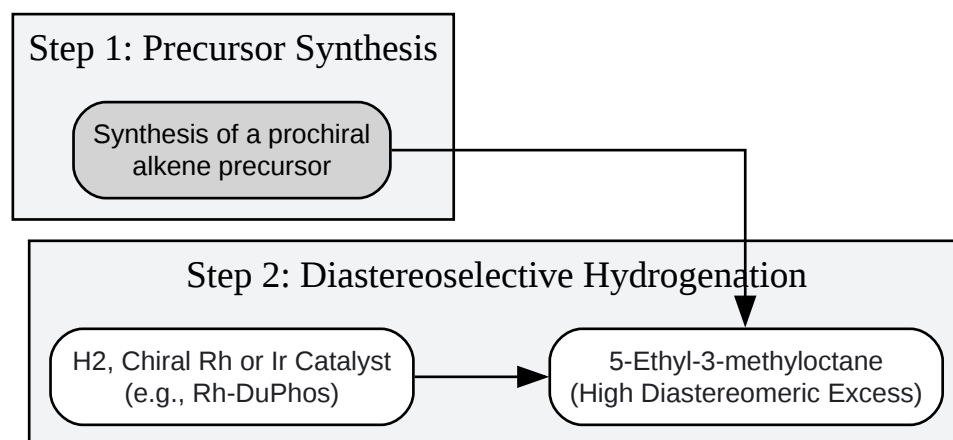 Step 1: Precursor Synthesis
Synthesis of a prochiral
alkene precursor
Step 2: Diastereoselective Hydrogenation
H2, Chiral Rh or Ir Catalyst
(e.g., Rh-DuPhos)
5-Ethyl-3-methyloctane
(High Diastereomeric Excess)